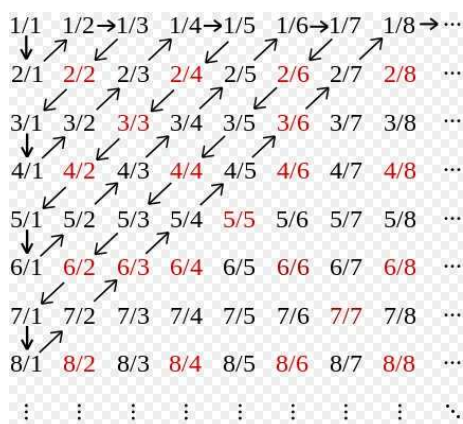 1/1 1/2 → 1/3 1/4 → 1/5 1/6 → 1/7 1/8 → ⋯
2/1 2/2 2/3 2/4 2/5 2/6 2/7 2/8 ⋯
3/1 3/2 3/3 3/4 3/5 3/6 3/7 3/8 ⋯
4/1 4/2 4/3 4/4 4/5 4/6 4/7 4/8 ⋯
5/1 5/2 5/3 5/4 5/5 5/6 5/7 5/8 ⋯
6/1 6/2 6/3 6/4 6/5 6/6 6/7 6/8 ⋯
7/1 7/2 7/3 7/4 7/5 7/6 7/7 7/8 ⋯
8/1 8/2 8/3 8/4 8/5 8/6 8/7 8/8 ⋯
⋮ ⋮ ⋮ ⋮ ⋮ ⋮ ⋮ ⋮ ⋱